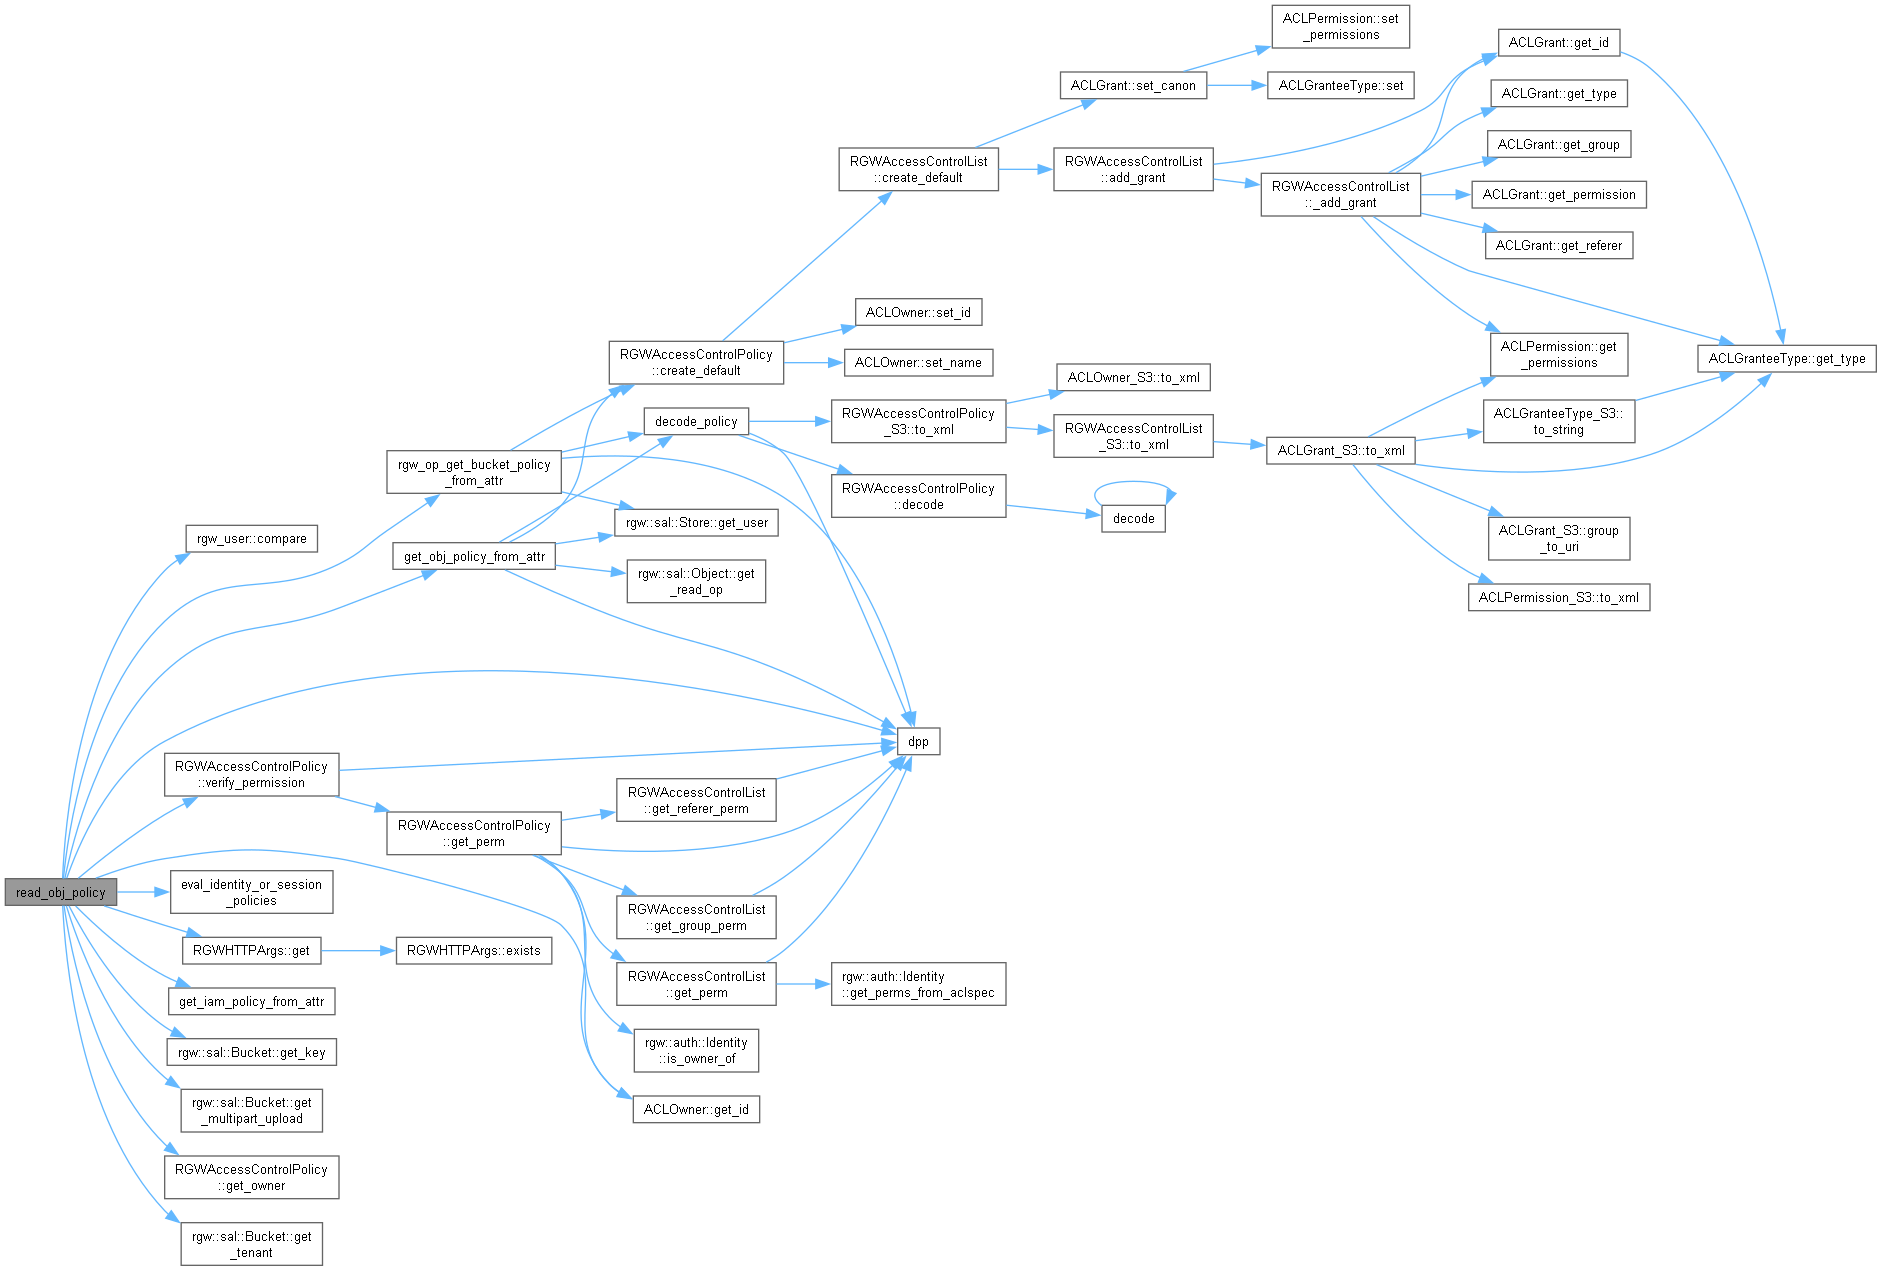 ACLPermission::set
_permissions
ACLGrant::get_id
ACLGrant::set_canon
ACLGranteeType::set
ACLGrant::get_type
ACLGrant::get_group
RGWAccessControlList
::create_default
RGWAccessControlList
::add_grant
RGWAccessControlList
::_add_grant
ACLGrant::get_permission
ACLGrant::get_referer
ACLOwner::set_id
RGWAccessControlPolicy
::create_default
ACLOwner::set_name
ACLPermission::get
_permissions
ACLGranteeType::get_type
ACLOwner_S3::to_xml
decode_policy
RGWAccessControlPolicy
_S3::to_xml
RGWAccessControlList
_S3::to_xml
ACLGranteeType_S3::
to_string
ACLGrant_S3::to_xml
rgw_op_get_bucket_policy
_from_attr
RGWAccessControlPolicy
::decode
decode
rgw::sal::Store::get_user
rgw_user::compare
ACLGrant_S3::group
_to_uri
get_obj_policy_from_attr
rgw::sal::Object::get
_read_op
ACLPermission_S3::to_xml
dpp
RGWAccessControlPolicy
::verify_permission
RGWAccessControlList
::get_referer_perm
RGWAccessControlPolicy
::get_perm
read_obj_policy
eval_identity_or_session
_policies
RGWAccessControlList
::get_group_perm
RGWHTTPArgs::get
RGWHTTPArgs::exists
RGWAccessControlList
::get_perm
rgw::auth::Identity
::get_perms_from_aclspec
get_iam_policy_from_attr
rgw::sal::Bucket::get_key
rgw::auth::Identity
::is_owner_of
rgw::sal::Bucket::get
_multipart_upload
ACLOwner::get_id
RGWAccessControlPolicy
::get_owner
rgw::sal::Bucket::get
_tenant